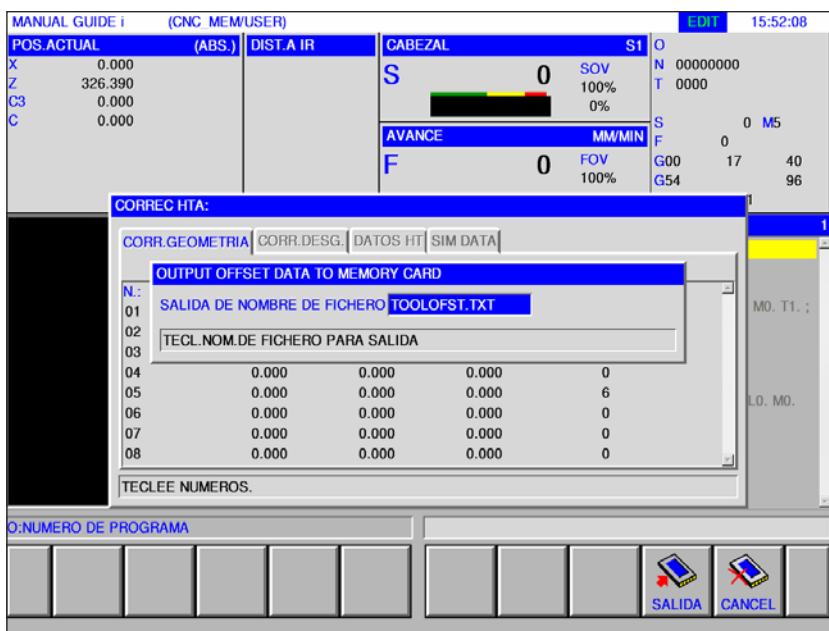 MANUAL GUIDE i (CNC_MEM/USER) EDIT 15:52:08
POS.ACTUAL (ABS.) DIST.A IR CABEZAL S1 O
X 0.000
Z 326.390
C3 0.000
C 0.000
S 0 SOV
100%
0%
N 00000000
T 0000
S 0 M5
AVANCE MM/MIN F 0
F 0 FOV
100%
G00 17 40
G54 96
1
CORREC HTA:
1
CORR.GEOMETRIA CORR.DESG. DATOS HT SIM DATA
OUTPUT OFFSET DATA TO MEMORY CARD
N.:
SALIDA DE NOMBRE DE FICHERO TOOLOFST.TXT
M0. T1. ;
01
TECL.NOM.DE FICHERO PARA SALIDA
02
03
04 0.000 0.000 0.000 0
05 0.000 0.000 0.000 6
L0. M0.
06 0.000 0.000 0.000 0
07 0.000 0.000 0.000 0
08 0.000 0.000 0.000 0
TECLEE NUMEROS.
O:NUMERO DE PROGRAMA
SALIDA CANCEL